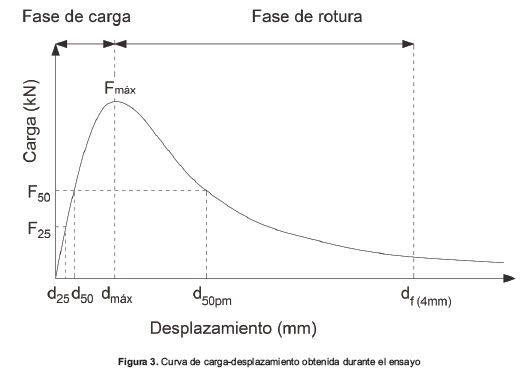 Fase de carga
Fase de rotura
Carga (kN)
Fmáx
F50
F25
d25 d50 dmáx d50pm df (4mm)
Desplazamiento (mm)
Figura 3. Curva de carga-desplazamiento obtenida durante el ensayo